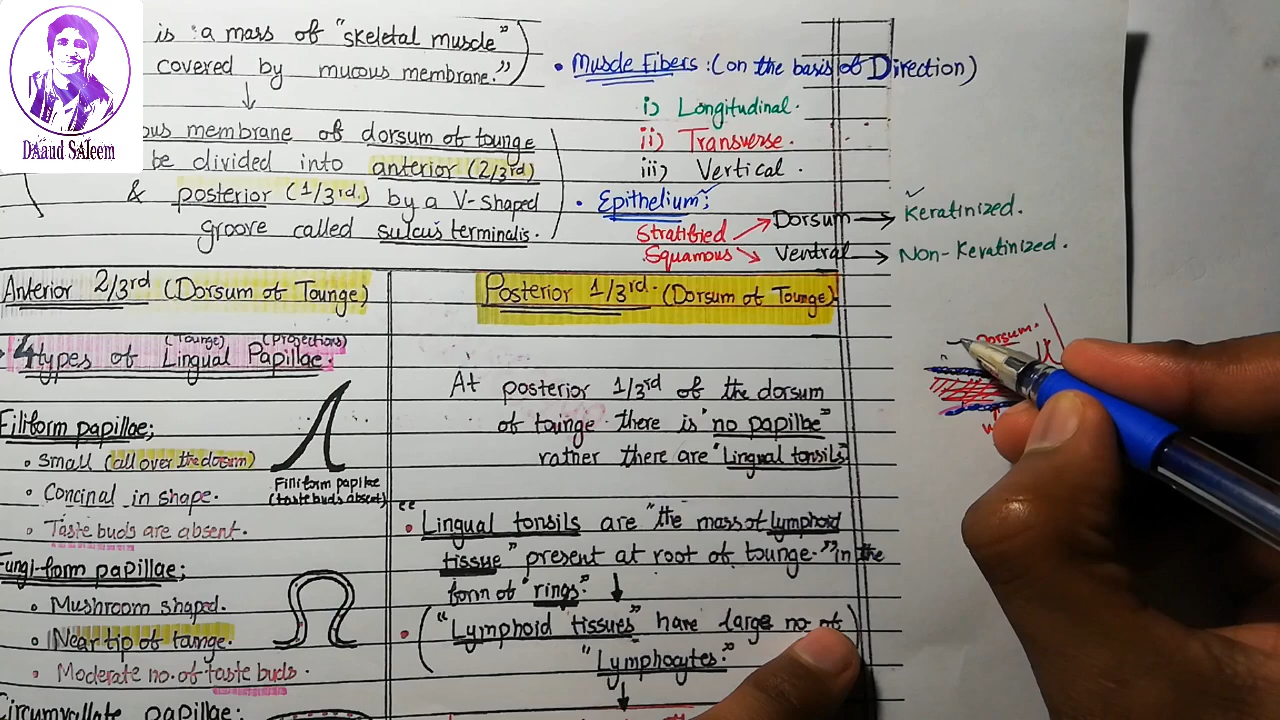 DAaud SAleem
is a mass of "skeletal muscle"
covered by mucous membrane."
ous membrane of dorsum of tounge
be divided into anterior (2/3rd)
& posterior (1/3rd.) by a V-shaped
groove called sulcus terminalis.
• Muscle Fibers: (on the basis of Direction)
i) Longitudinal.
ii) Transverse.
iii) Vertical.
• Epithelium;
Stratified
Squamous
Dorsum → Keratinized.
Ventral → Non-Keratinized.
Anterior 2/3rd (Dorsum of Tounge)
4 types of Lingual Papillae.
(Tounge) (projections)
Filiform papillae;
• Small (all over the dorsum)
• Concinal in shape.
• Taste buds are absent.
Filiform papillae
(taste buds absent)
Fungi-form papillae;
• Mushroom shaped.
• Near tip of tounge.
• Moderate no. of taste buds.
Circumvallate papillae;
Posterior 1/3rd. (Dorsum of Tounge)
At posterior 1/3rd of the dorsum
of tounge there is "no papillae"
rather there are "Lingual tonsils"
• Lingual tonsils are "the mass of lymphoid
tissue" present at root of tounge." in the
form of "rings."
• ("Lymphoid tissues" have large no of)
"Lymphocytes."
Dorsum.